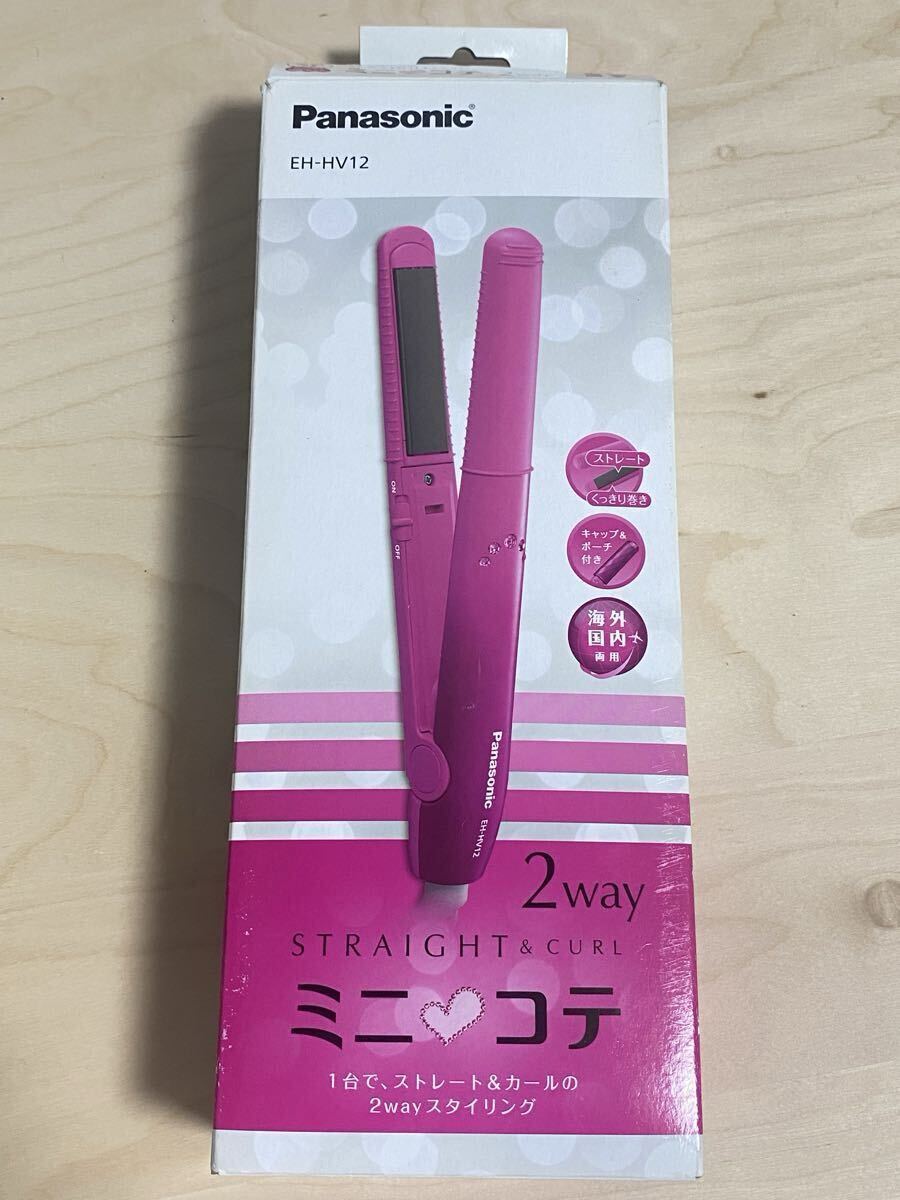 Panasonic®
EH-HV12
ON
OFF
ストレート
くっきり巻き
キャップ&
ポーチ
付き
海外
国内
両用
Panasonic EH-HV12
2way
STRAIGHT & CURL
ミニ コテ
1台で、ストレート&カールの
2wayスタイリング